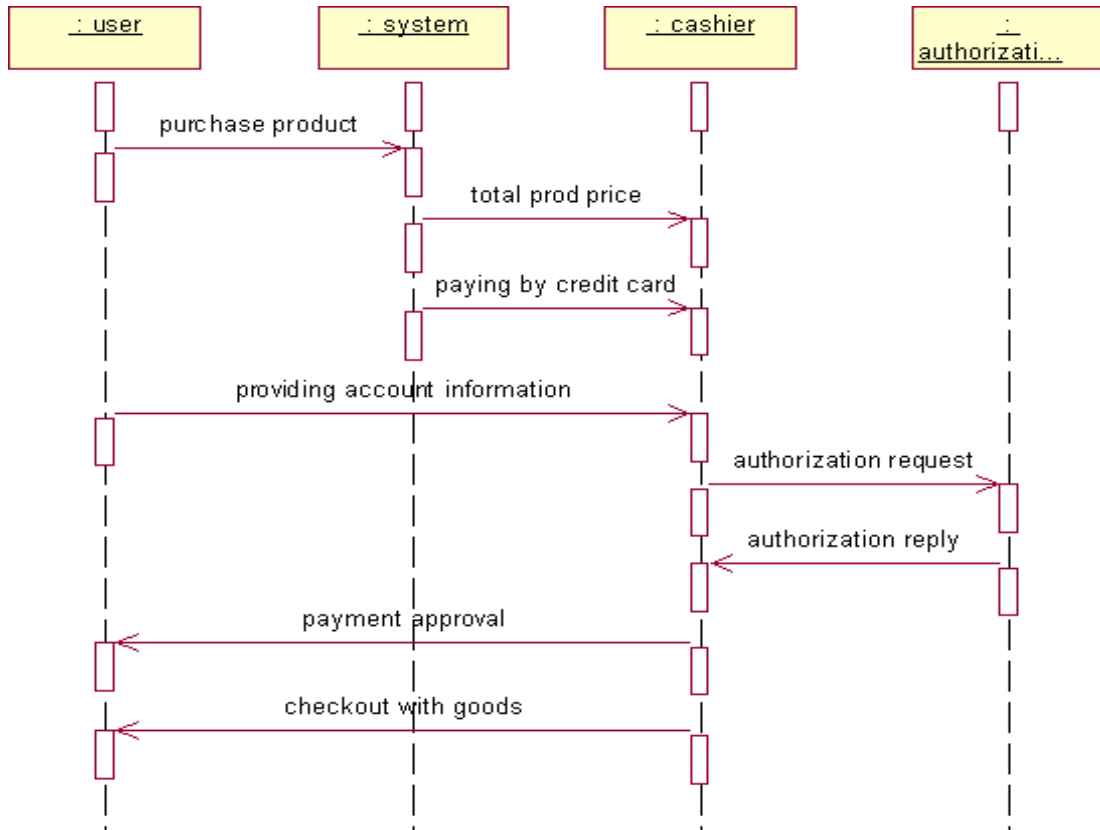 : user
: system
: cashier
:
authorizati...
purchase product
total prod price
paying by credit card
providing account information
authorization request
authorization reply
payment approval
checkout with goods